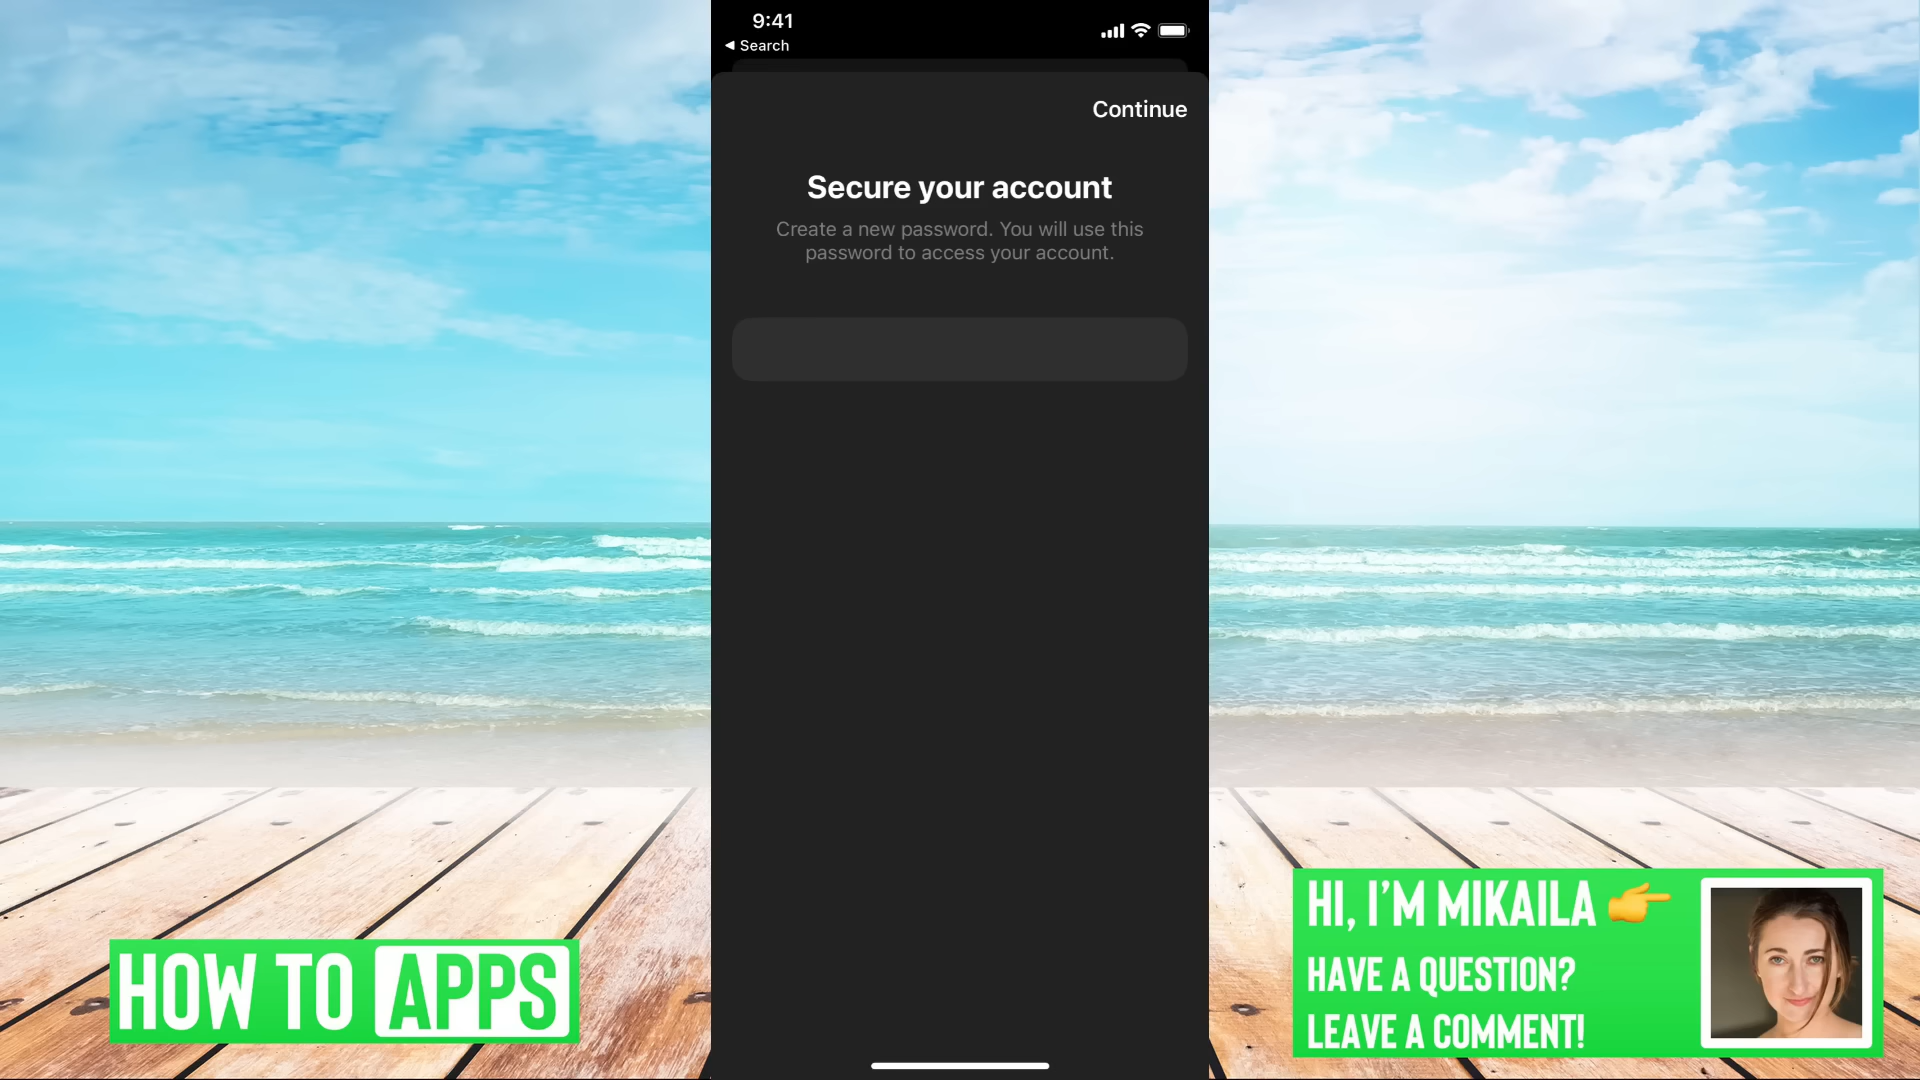 9:41
◀ Search
Continue
Secure your account
Create a new password. You will use this
password to access your account.
HOW TO APPS
HI, I'M MIKAILA 👉
HAVE A QUESTION?
LEAVE A COMMENT!